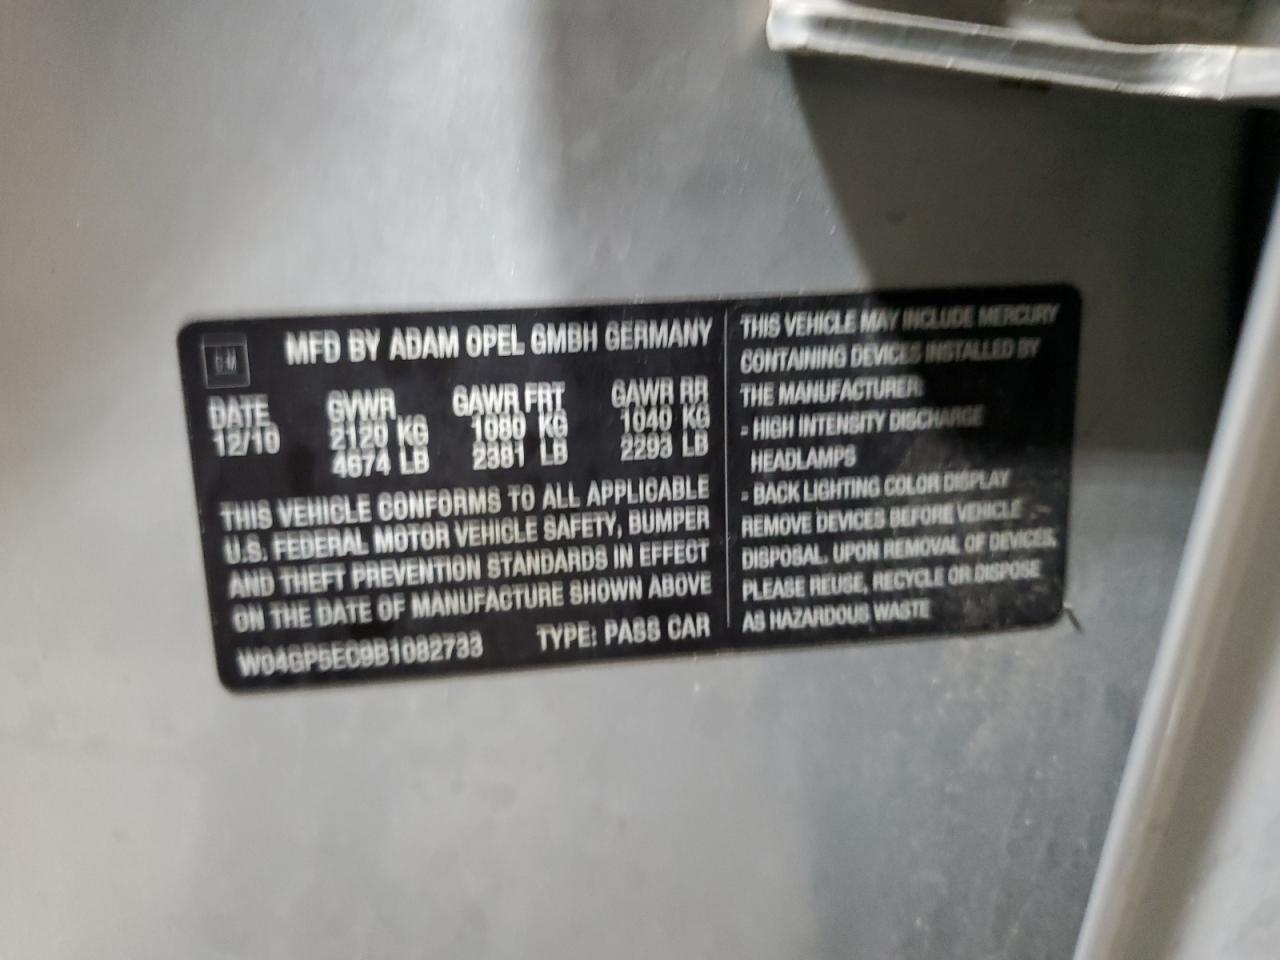 GM
MFD BY ADAM OPEL GMBH GERMANY
DATE GVWR GAWR FRT GAWR RR
12/10 2120 KG 1080 KG 1040 KG
4674 LB 2381 LB 2293 LB
THIS VEHICLE CONFORMS TO ALL APPLICABLE
U.S. FEDERAL MOTOR VEHICLE SAFETY, BUMPER
AND THEFT PREVENTION STANDARDS IN EFFECT
ON THE DATE OF MANUFACTURE SHOWN ABOVE
W04GP5EC9B1082733 TYPE: PASS CAR
THIS VEHICLE MAY INCLUDE MERCURY
CONTAINING DEVICES INSTALLED BY
THE MANUFACTURER:
- HIGH INTENSITY DISCHARGE
HEADLAMPS
- BACK LIGHTING COLOR DISPLAY
REMOVE DEVICES BEFORE VEHICLE
DISPOSAL. UPON REMOVAL OF DEVICES,
PLEASE REUSE, RECYCLE OR DISPOSE
AS HAZARDOUS WASTE